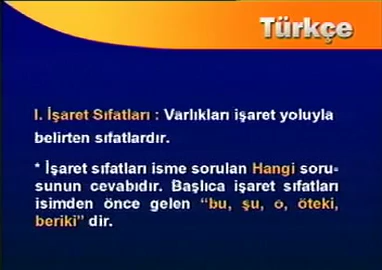 Türkçe
I. İşaret Sıfatları : Varlıkları işaret yoluyla
belirten sıfatlardır.
* İşaret sıfatları isme sorulan Hangi soru-
sunun cevabıdır. Başlıca işaret sıfatları
isimden önce gelen “bu, şu, o, öteki,
beriki” dir.